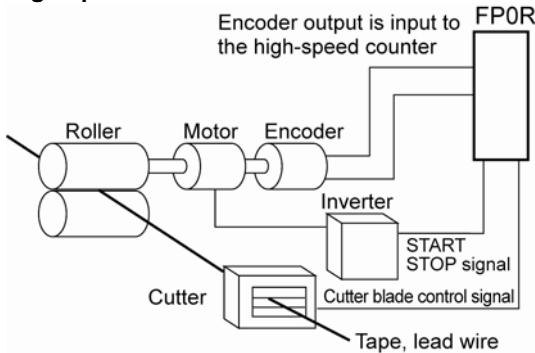 Encoder output is input to
the high-speed counter
FP0R
Roller
Motor
Encoder
Inverter
START
STOP signal
Cutter
Cutter blade control signal
Tape, lead wire